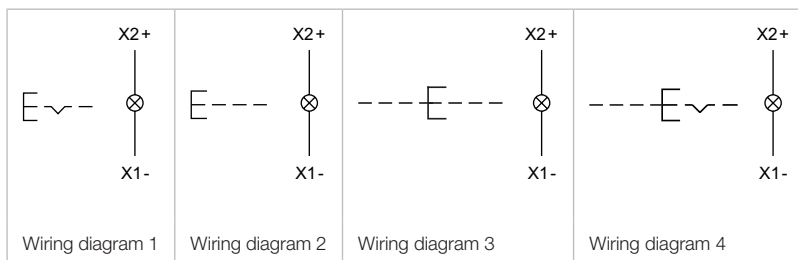 X2+ X2+ X2+ X2+
X1- X1- X1- X1-
Wiring diagram 1 Wiring diagram 2 Wiring diagram 3 Wiring diagram 4